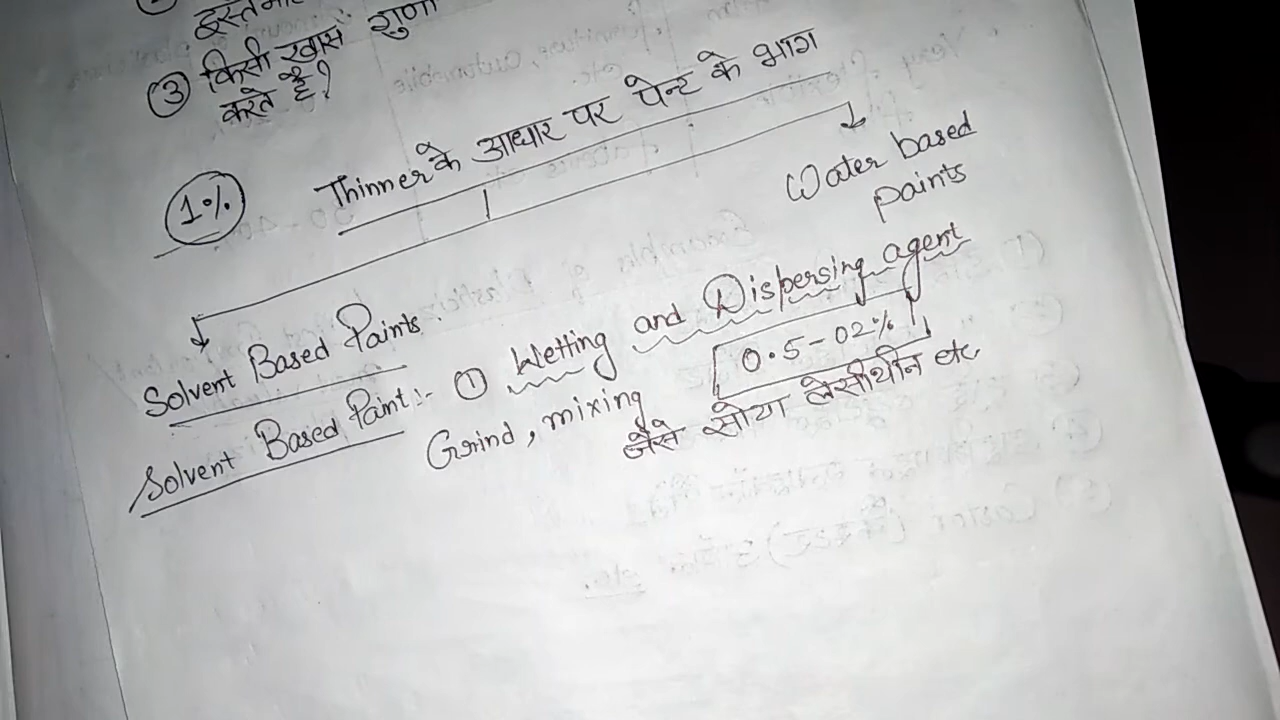 ③ किसी खास गुण
करते है?
1%
Thinner के आधार पर पेन्ट के भाग
Water based
paints
Solvent Based Paints.
Solvent Based Paint:- ① Wetting and Dispersing agent
0.5-02%
Grind, mixing
जैसे सोया लेसीथीन etc.